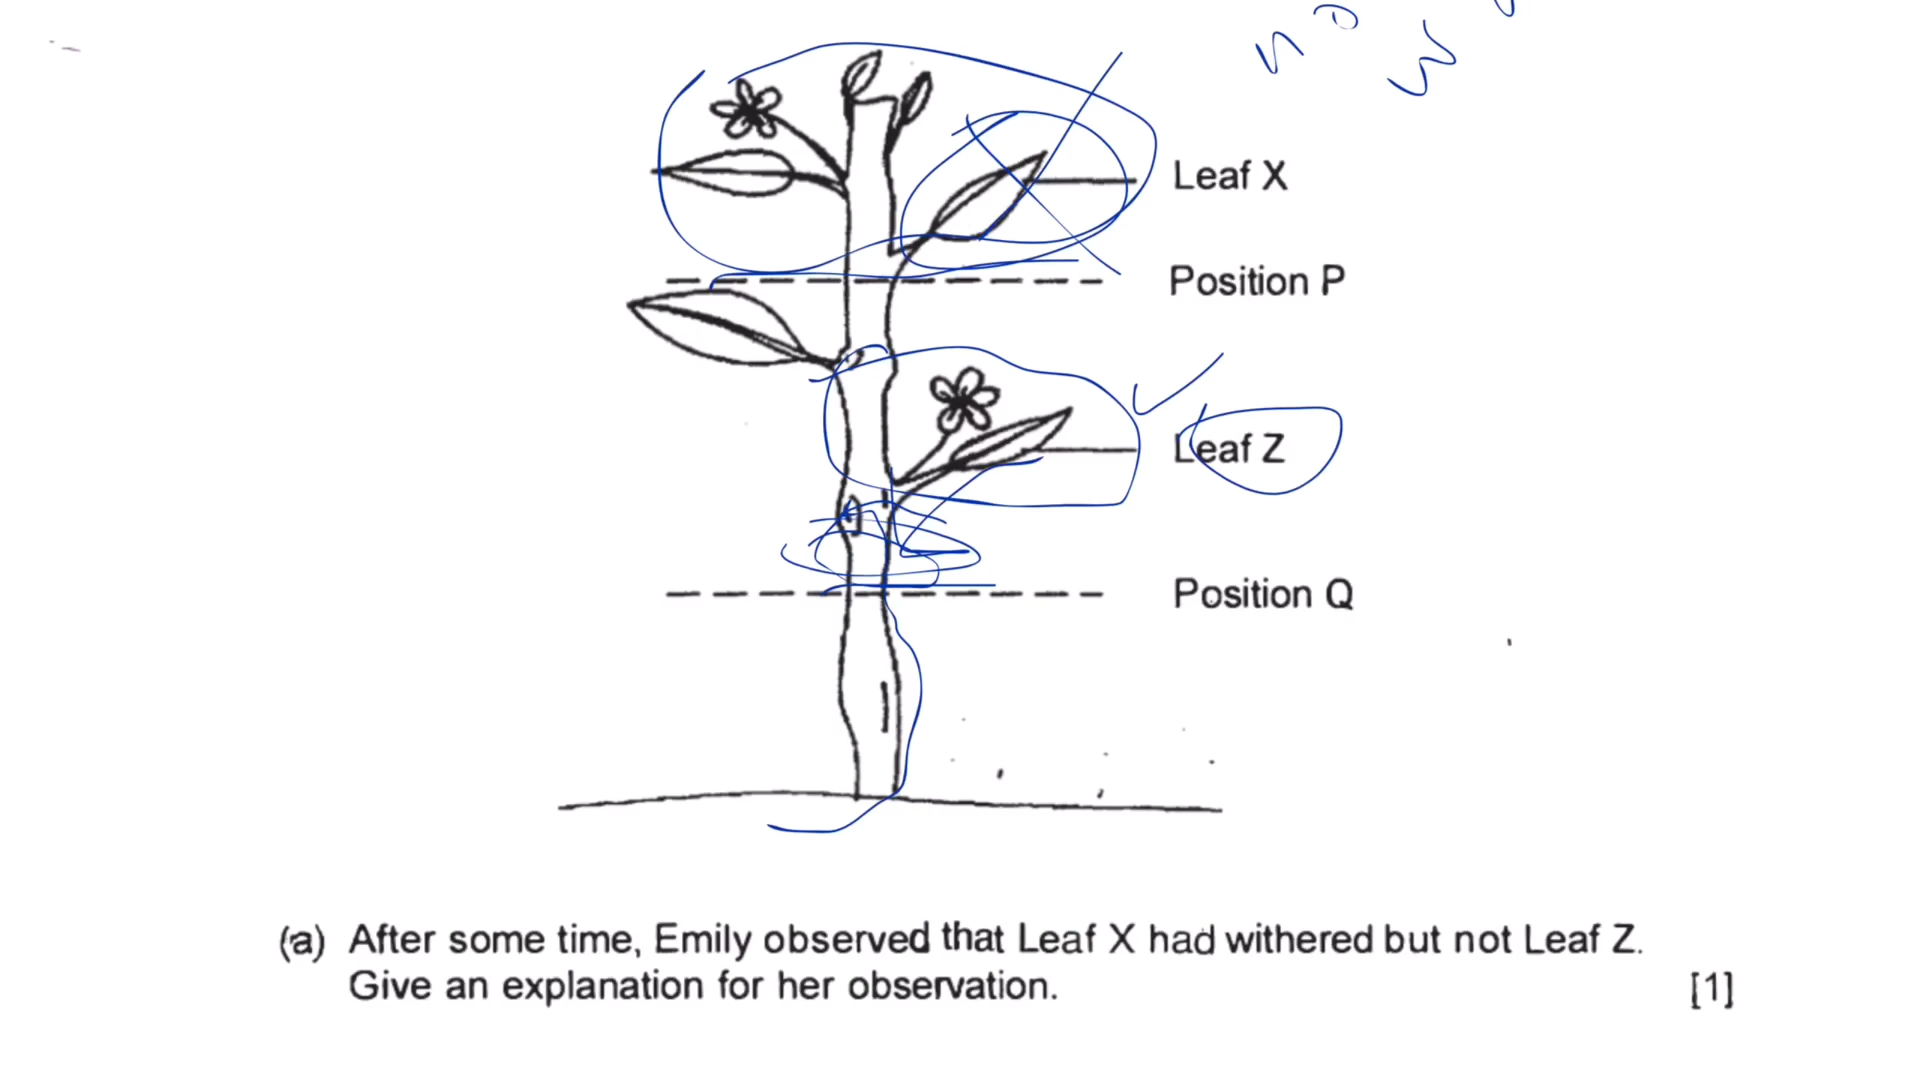 no
w
Leaf X
Position P
Leaf Z
Position Q
(a) After some time, Emily observed that Leaf X had withered but not Leaf Z.
Give an explanation for her observation. [1]